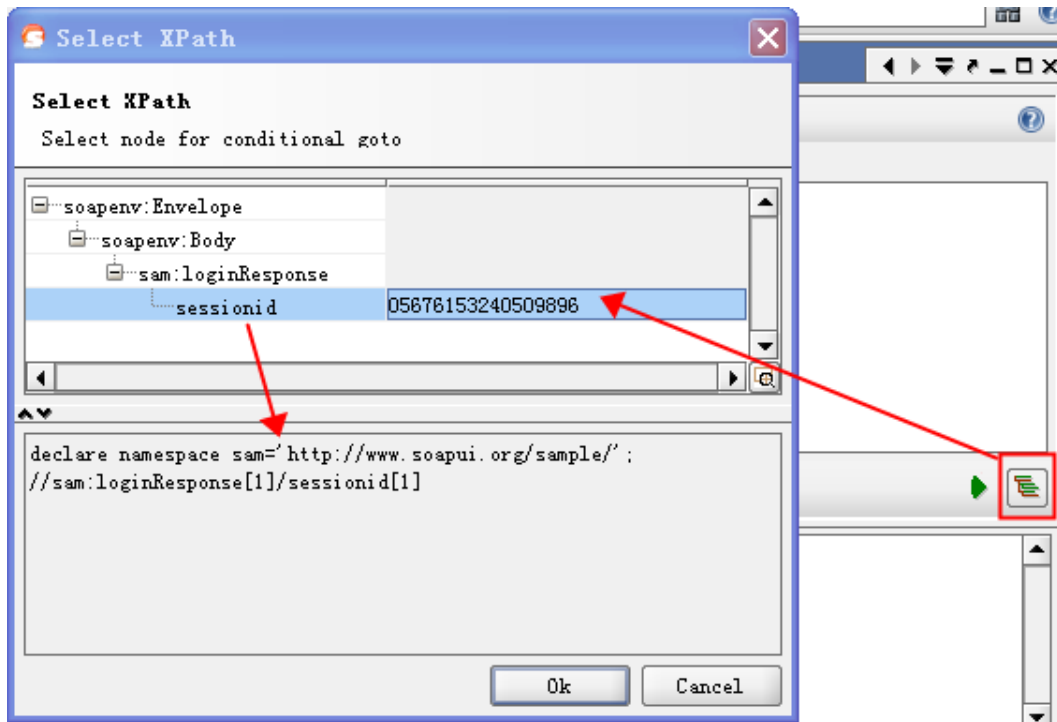 Select XPath
Select XPath
Select node for conditional goto
soapenv:Envelope
soapenv:Body
sam:loginResponse
sessionid 05676153240509896
declare namespace sam='http://www.soapui.org/sample/';
//sam:loginResponse[1]/sessionid[1]
Ok Cancel